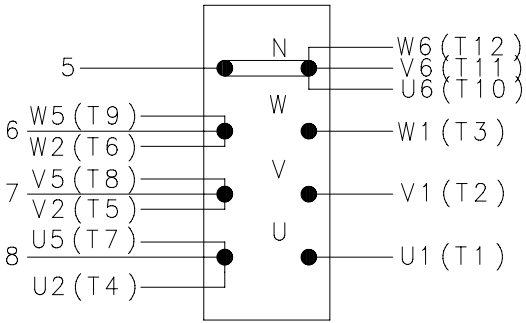 N
W6(T12)
5
V6(T11)
U6(T10)
W
W5(T9)
6
W1(T3)
W2(T6)
V
V5(T8)
7
V1(T2)
V2(T5)
U
U5(T7)
8
U1(T1)
U2(T4)